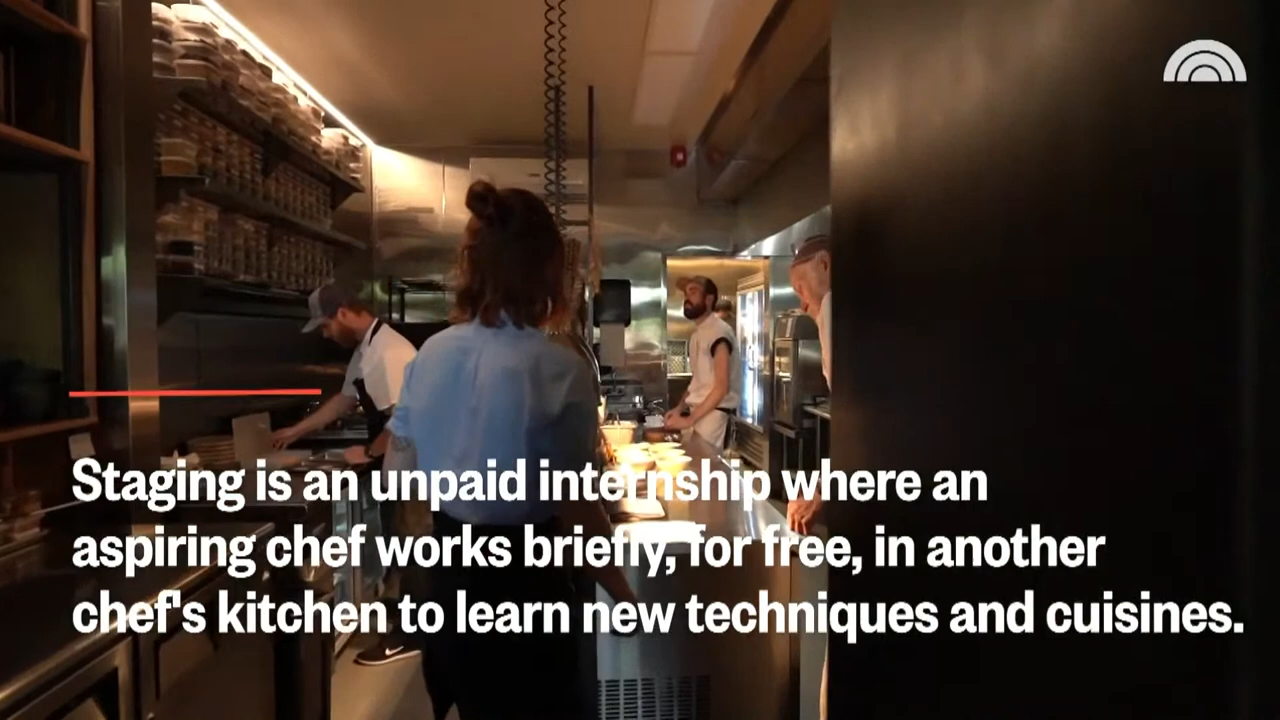 Staging is an unpaid internship where an
aspiring chef works briefly, for free, in another
chef's kitchen to learn new techniques and cuisines.